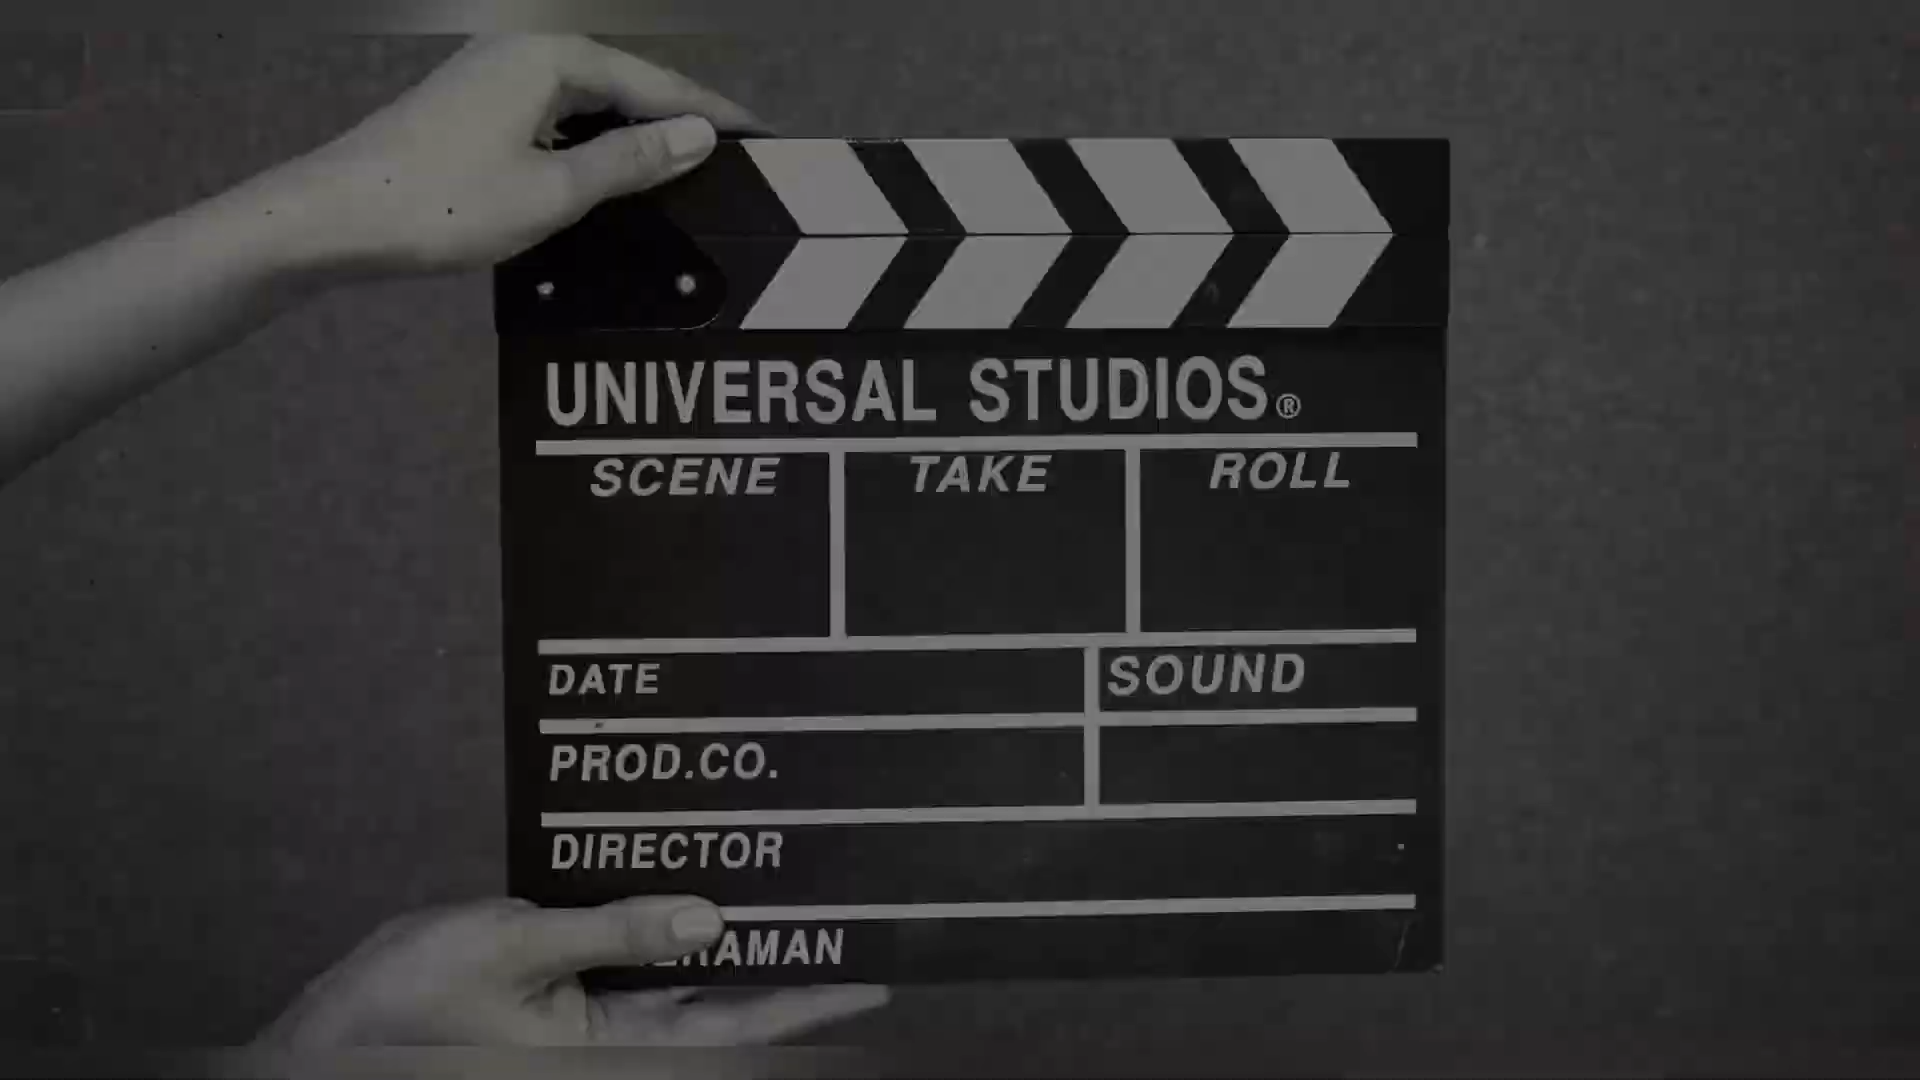 UNIVERSAL STUDIOS®
SCENE TAKE ROLL
DATE SOUND
PROD.CO.
DIRECTOR